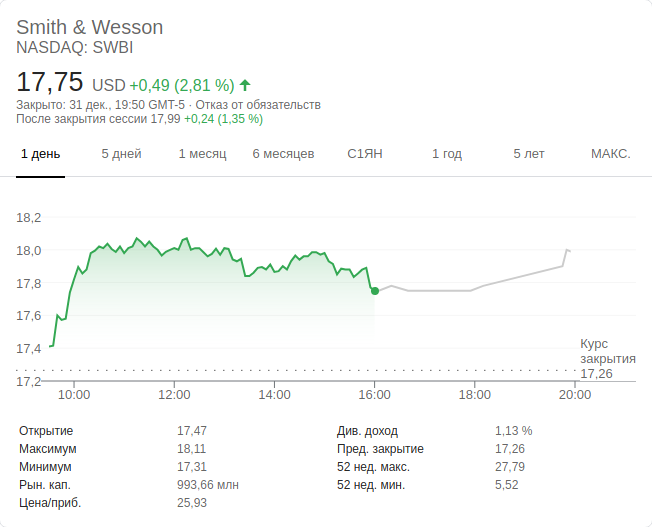 Smith & Wesson
NASDAQ: SWBI
17,75 USD +0,49 (2,81 %)
Закрыто: 31 дек., 19:50 GMT-5 · Отказ от обязательств
После закрытия сессии 17,99 +0,24 (1,35 %)
1 день 5 дней 1 месяц 6 месяцев С1ЯН 1 год 5 лет МАКС.
18,2
18,0
17,8
17,6
17,4
Курс
закрытия
17,26
17,2
10:00 12:00 14:00 16:00 18:00 20:00
Открытие 17,47 Див. доход 1,13 %
Максимум 18,11 Пред. закрытие 17,26
Минимум 17,31 52 нед. макс. 27,79
Рын. кап. 993,66 млн 52 нед. мин. 5,52
Цена/приб. 25,93